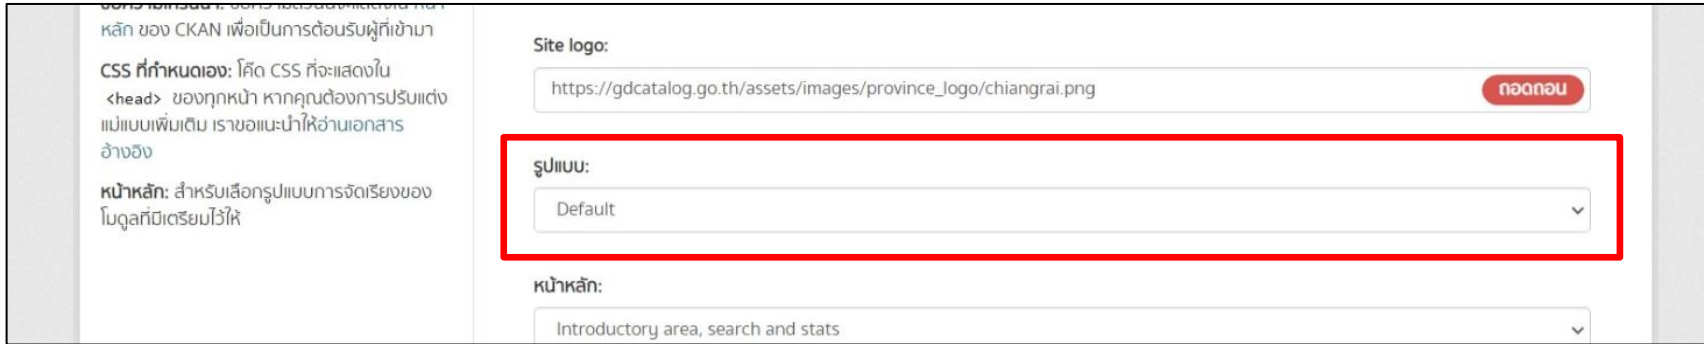 หลัก ของ CKAN เพื่อเป็นการต้อนรับผู้ที่เข้ามา
CSS ที่กำหนดเอง: โค๊ด CSS ที่จะแสดงใน
<head> ของทุกหน้า หากคุณต้องการปรับแต่ง
แม่แบบเพิ่มเติม เราขอแนะนำให้อ่านเอกสาร
อ้างอิง
หน้าหลัก: สำหรับเลือกรูปแบบการจัดเรียงของ
โมดูลที่มีเตรียมไว้ให้
Site logo:
https://gdcatalog.go.th/assets/images/province_logo/chiangrai.png
ถอดถอน
รูปแบบ:
Default
หน้าหลัก:
Introductory area, search and stats